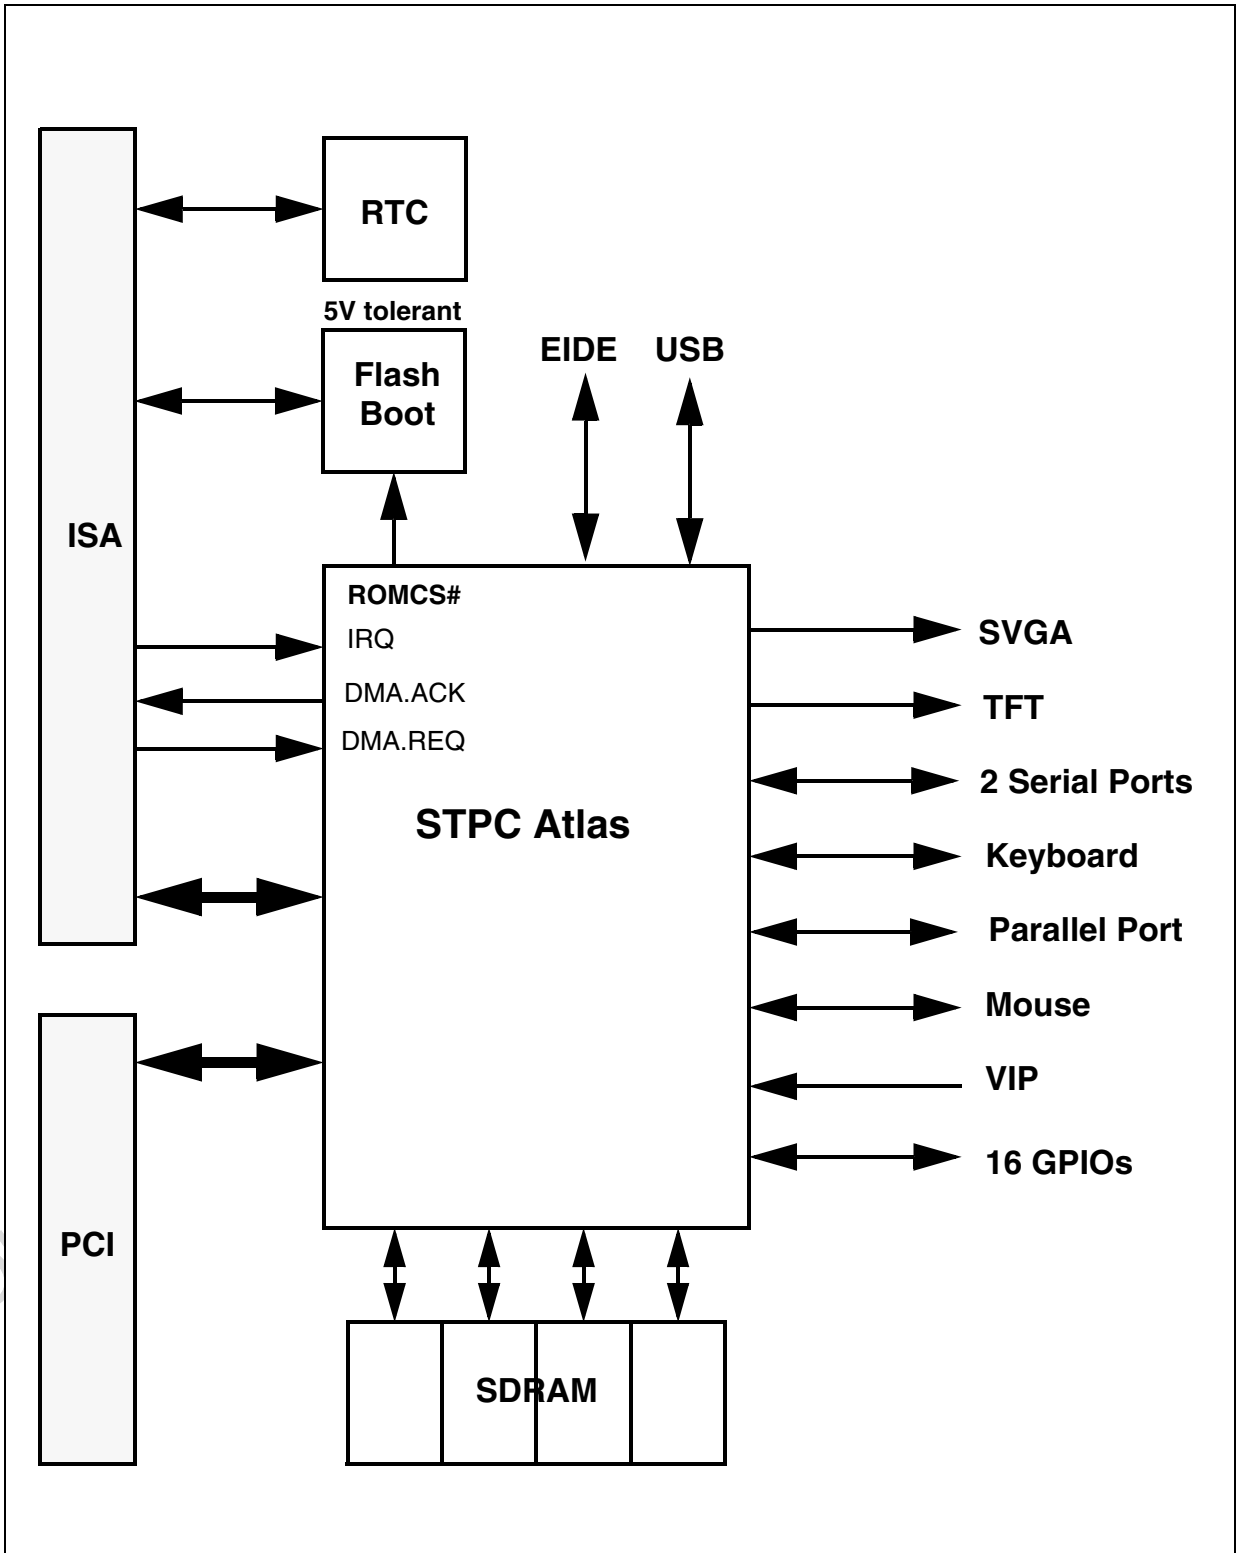 RTC
5V tolerant
Flash
Boot
EIDE USB
ISA
ROMCS#
IRQ
DMA.ACK
DMA.REQ
STPC Atlas
SVGA
TFT
2 Serial Ports
Keyboard
Parallel Port
Mouse
VIP
16 GPIOs
PCI
SDRAM